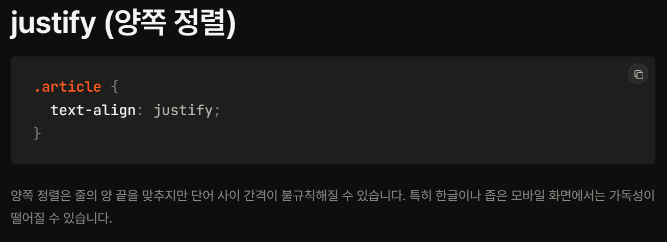 justify (양쪽 정렬)
.article {
  text-align: justify;
}
양쪽 정렬은 줄의 양 끝을 맞추지만 단어 사이 간격이 불규칙해질 수 있습니다. 특히 한글이나 좁은 모바일 화면에서는 가독성이
떨어질 수 있습니다.